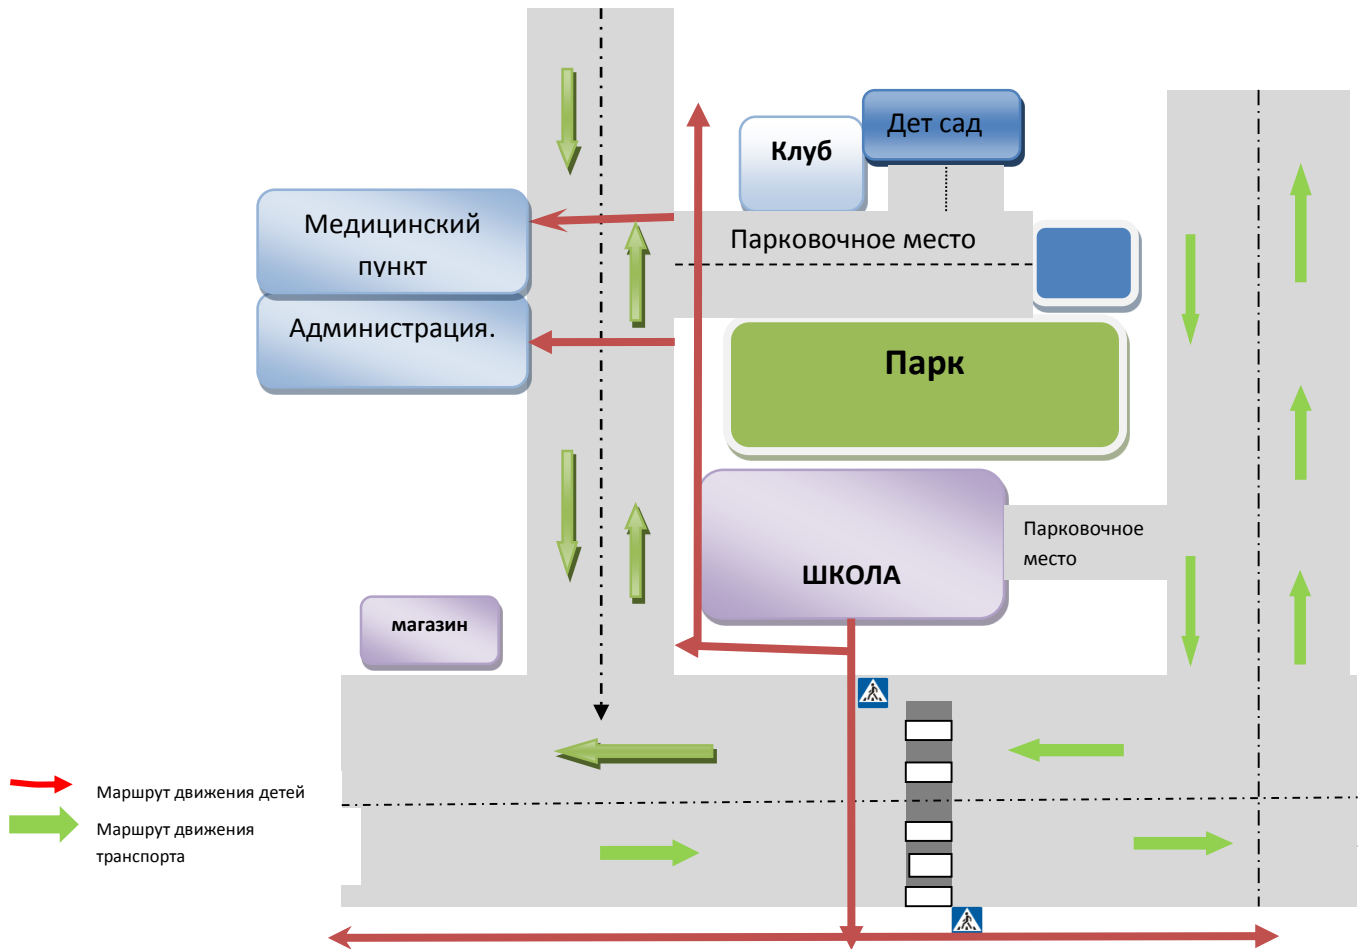 Дет сад
Клуб
Медицинский
пункт
Парковочное место
Администрация.
Парк
Парковочное
место
ШКОЛА
магазин
Маршрут движения детей
Маршрут движения
транспорта